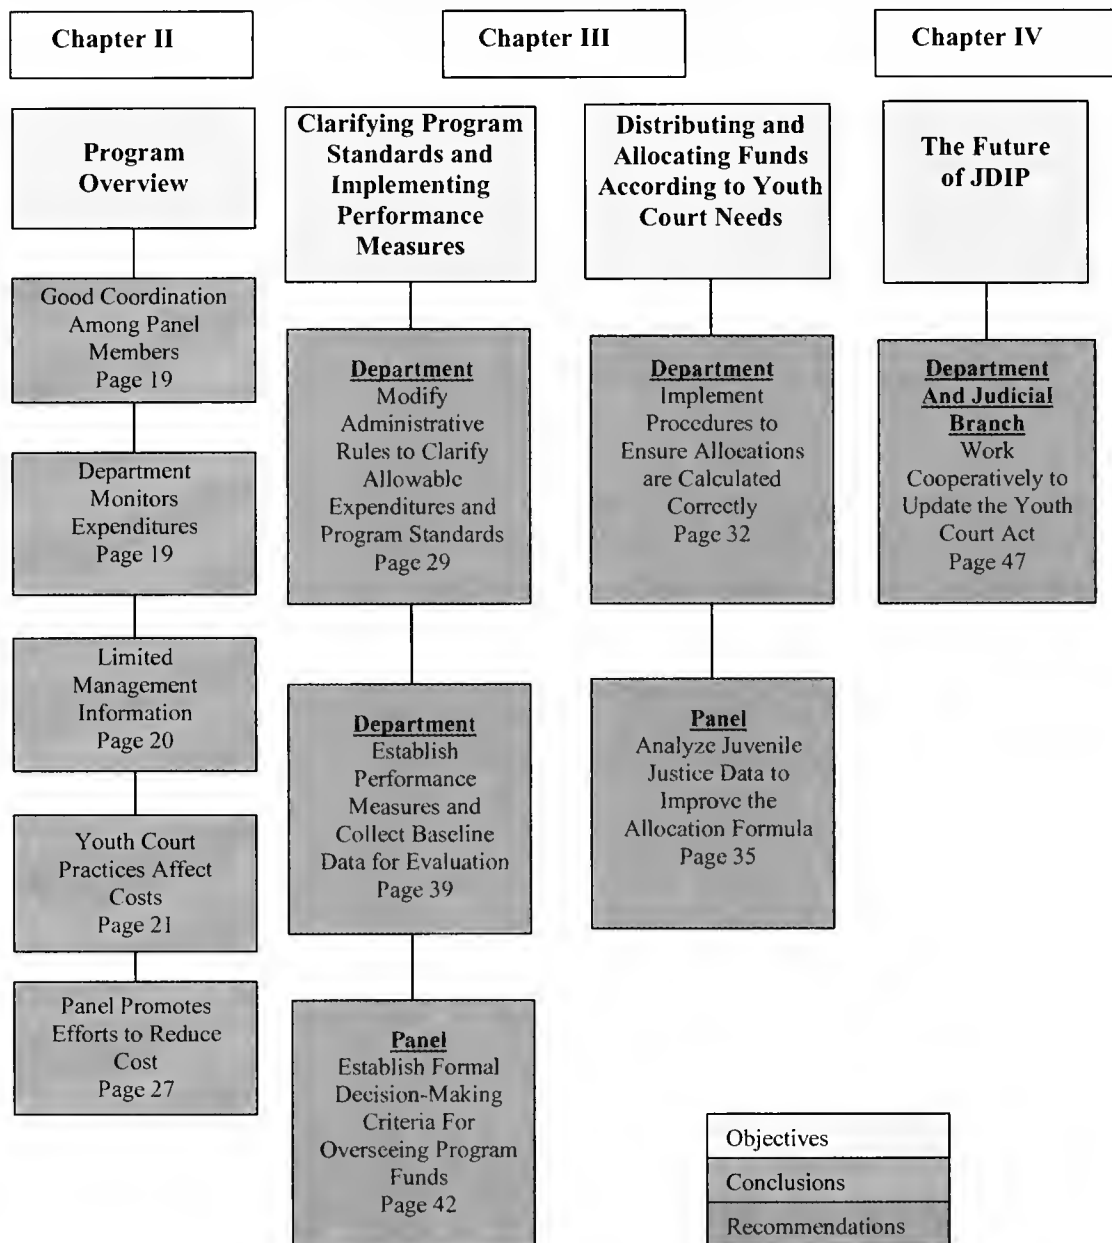 Chapter II
Chapter III
Chapter IV
Program
Overview
Good Coordination
Among Panel
Members
Page 19
Department
Monitors
Expenditures
Page 19
Limited
Management
Information
Page 20
Youth Court
Practices Affect
Costs
Page 21
Panel Promotes
Efforts to Reduce
Cost
Page 27
Clarifying Program
Standards and
Implementing
Performance
Measures
Department
Modify
Administrative
Rules to Clarify
Allowable
Expenditures and
Program Standards
Page 29
Department
Establish
Performance
Measures and
Collect Baseline
Data for Evaluation
Page 39
Panel
Establish Formal
Decision-Making
Criteria For
Overseeing Program
Funds
Page 42
Distributing and
Allocating Funds
According to Youth
Court Needs
Department
Implement
Procedures to
Ensure Allocations
are Calculated
Correctly
Page 32
Panel
Analyze Juvenile
Justice Data to
Improve the
Allocation Formula
Page 35
The Future
of JDIP
Department
And Judicial
Branch
Work
Cooperatively to
Update the Youth
Court Act
Page 47
Objectives
Conclusions
Recommendations